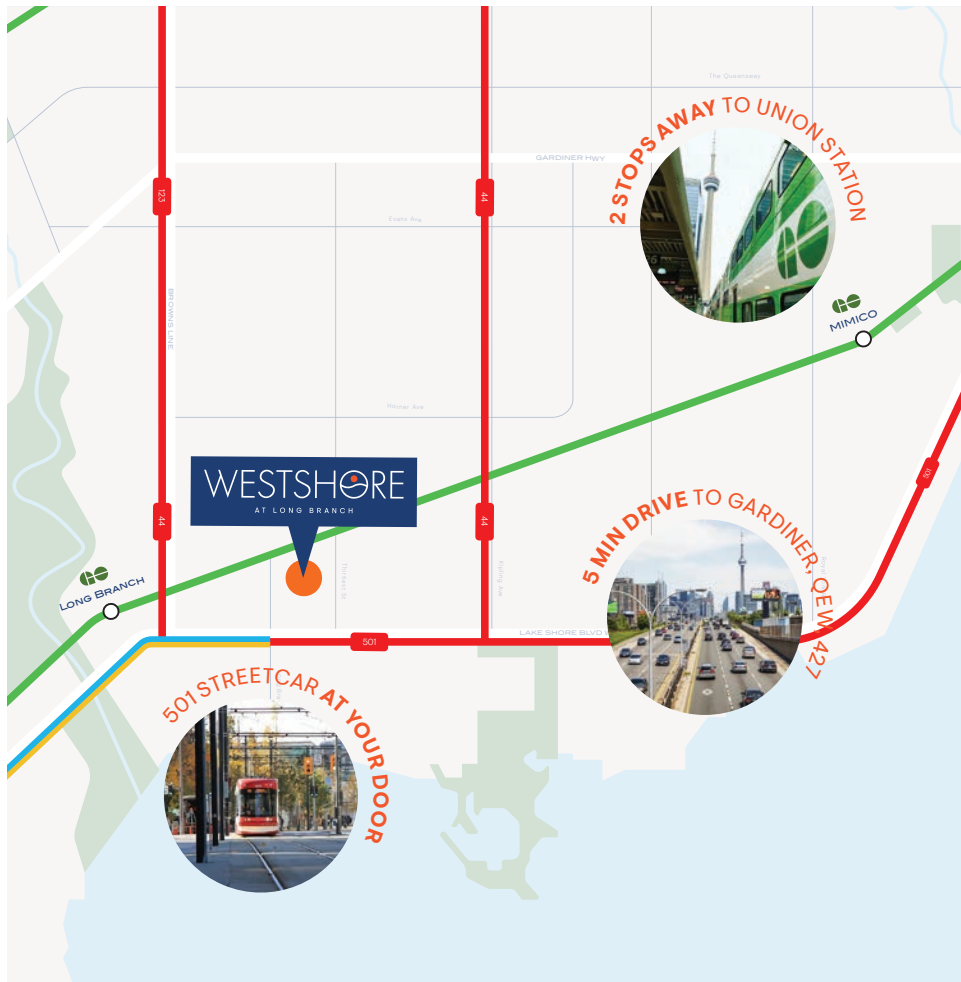 The Queensway
2 STOPS AWAY TO UNION STATION
GARDINER HWY
123
44
Evans Ave
BROWNS LINE
MIMICO
Horner Ave
WESTSHORE
AT LONG BRANCH
501
5 MIN DRIVE TO GARDINER, QEW, 427
44
44
Kipling Ave
LONG BRANCH
LAKE SHORE BLVD W
501
501 STREETCAR AT YOUR DOOR